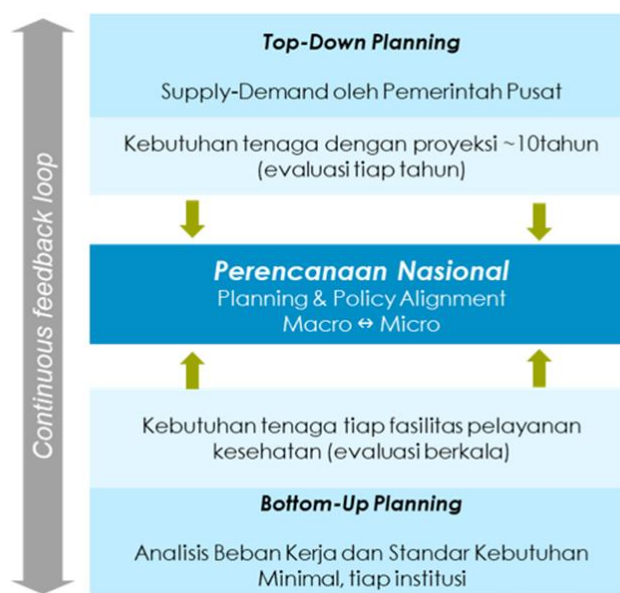 Continuous feedback loop
Top-Down Planning
Supply-Demand oleh Pemerintah Pusat
Kebutuhan tenaga dengan proyeksi ~10tahun
(evaluasi tiap tahun)
Perencanaan Nasional
Planning & Policy Alignment
Macro ↔ Micro
Kebutuhan tenaga tiap fasilitas pelayanan
kesehatan (evaluasi berkala)
Bottom-Up Planning
Analisis Beban Kerja dan Standar Kebutuhan
Minimal, tiap institusi